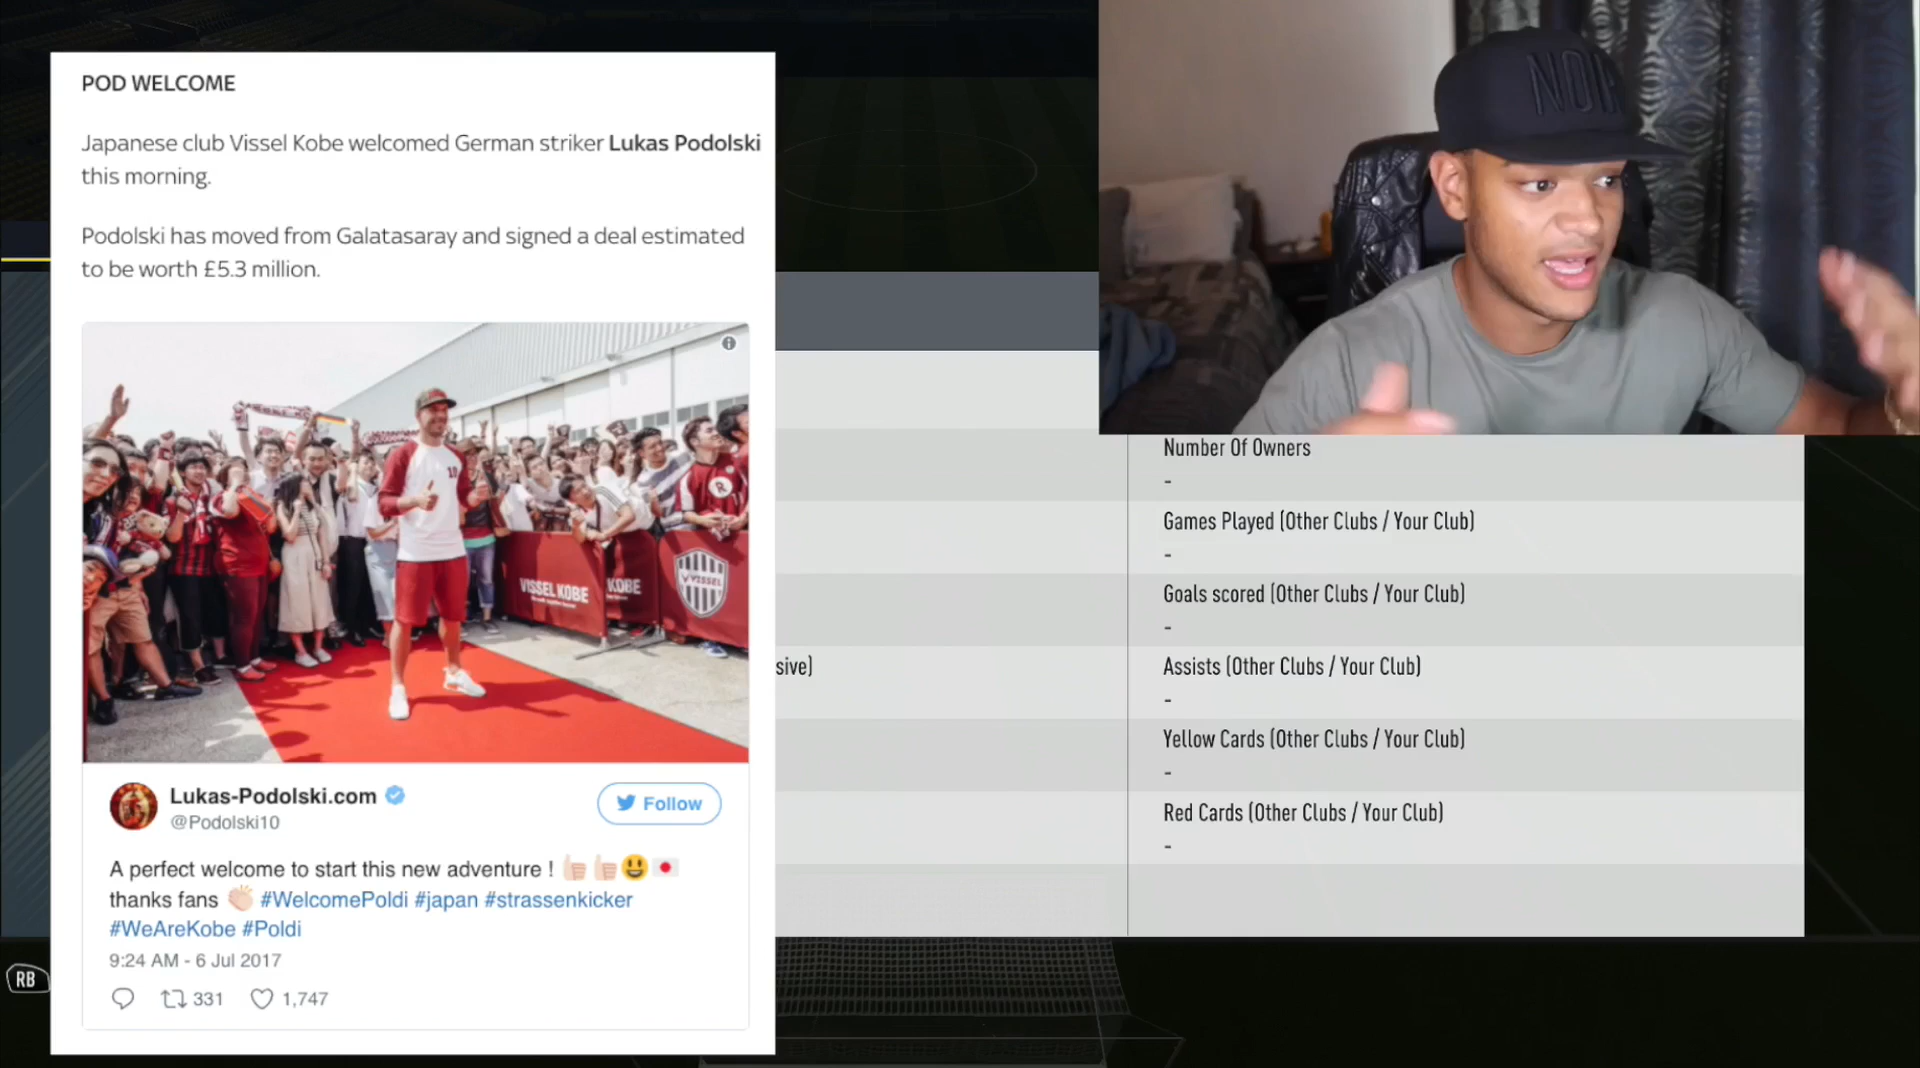 POD WELCOME
Japanese club Vissel Kobe welcomed German striker Lukas Podolski
this morning.
Podolski has moved from Galatasaray and signed a deal estimated
to be worth £5.3 million.
10
VISSEL KOBE
KOBE
VISSEL
R
Lukas-Podolski.com
@Podolski10
Follow
A perfect welcome to start this new adventure ! 👍👍😃🇯🇵
thanks fans 👏 #WelcomePoldi #japan #strassenkicker
#WeAreKobe #Poldi
9:24 AM - 6 Jul 2017
331 1,747
RB
sive)
NOIR
Number Of Owners
-
Games Played (Other Clubs / Your Club)
-
Goals scored (Other Clubs / Your Club)
-
Assists (Other Clubs / Your Club)
-
Yellow Cards (Other Clubs / Your Club)
-
Red Cards (Other Clubs / Your Club)
-